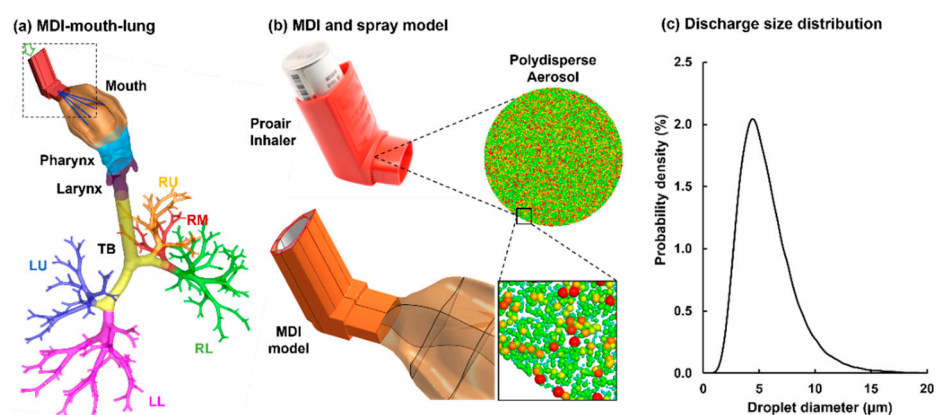 (a) MDI-mouth-lung
Mouth
Pharynx
Larynx
RU
RM
TB
LU
RL
LL
(b) MDI and spray model
Polydisperse
Aerosol
Proair
Inhaler
MDI
model
(c) Discharge size distribution
Probability density (%)
2.0
1.5
1.0
0.5
0.0
0
5
10
15
20
Droplet diameter (µm)